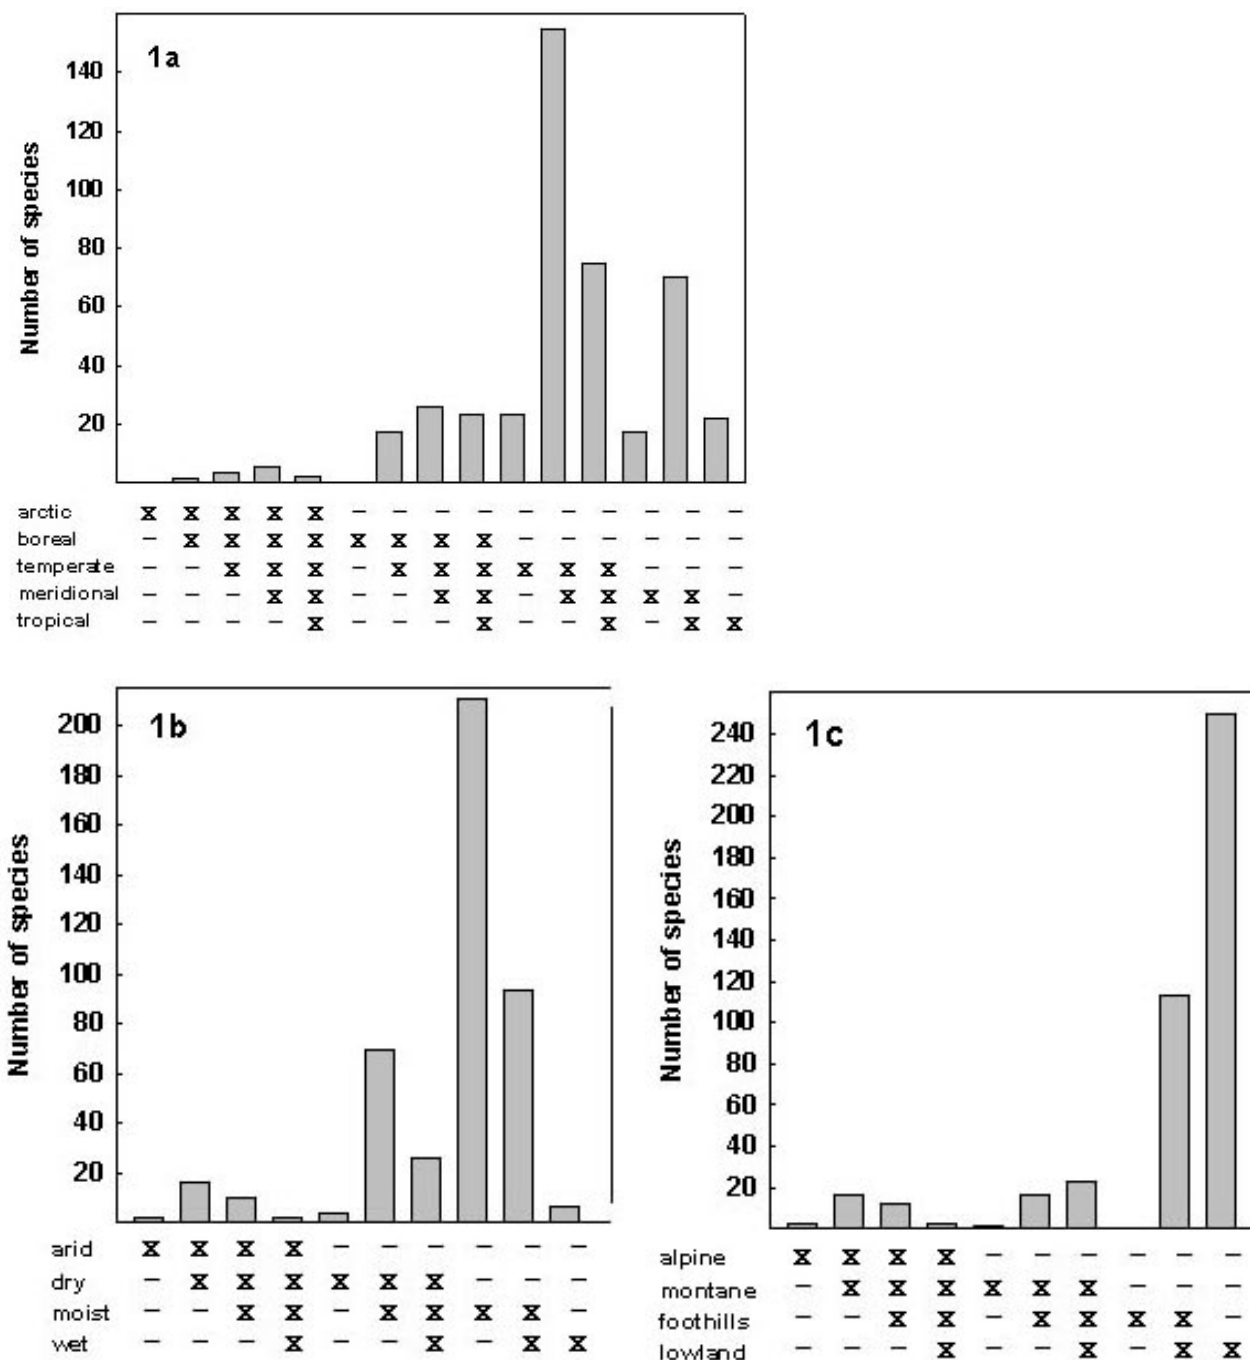 1a
140
120
100
80
60
40
20
Number of species
arctic X X X X X – – – – – – – – – –
boreal – X X X X X X X X – – – – – –
temperate – – X X X – X X X X X X – – –
meridional – – – X X – – X X – X X X X –
tropical – – – – X – – – X – – X – X X
1b
200
180
160
140
120
100
80
60
40
20
Number of species
arid X X X X – – – – – – –
dry – X X X X X X – – –
moist – – X X – X X X X –
wet – – – X – – X – X X
1c
240
220
200
180
160
140
120
100
80
60
40
20
Number of species
alpine X X X X – – – – – – –
montane – X X X X X X – – –
foothills – – X X – X X X X –
lowland – – – X – – X – X X